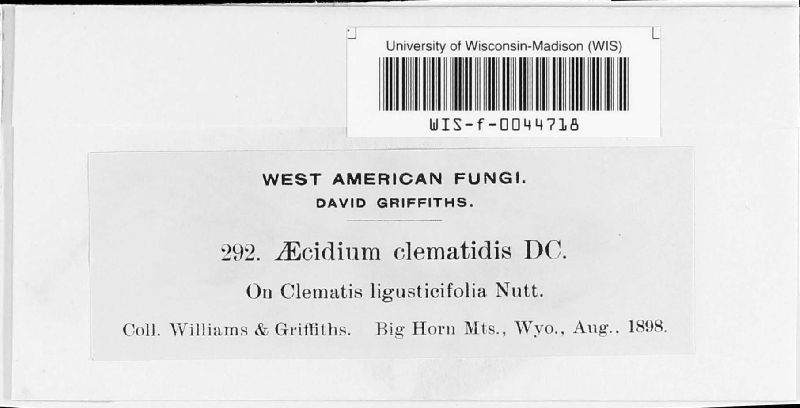 University of Wisconsin-Madison (WIS)
WIS-f-0044718
WEST AMERICAN FUNGI.
DAVID GRIFFITHS.
292. Æcidium clematidis DC.
On Clematis ligusticifolia Nutt.
Coll. Williams & Griffiths. Big Horn Mts., Wyo., Aug., 1898.